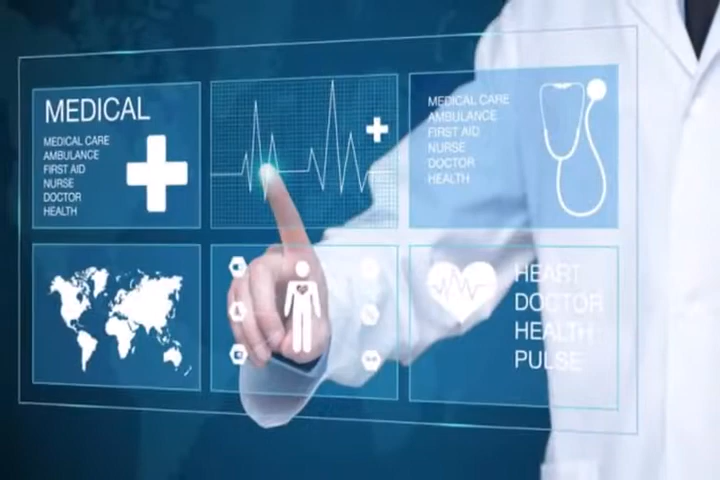 MEDICAL
MEDICAL CARE
AMBULANCE
FIRST AID
NURSE
DOCTOR
HEALTH
MEDICAL CARE
AMBULANCE
FIRST AID
NURSE
DOCTOR
HEALTH
HEART
DOCTOR
HEALTH
PULSE